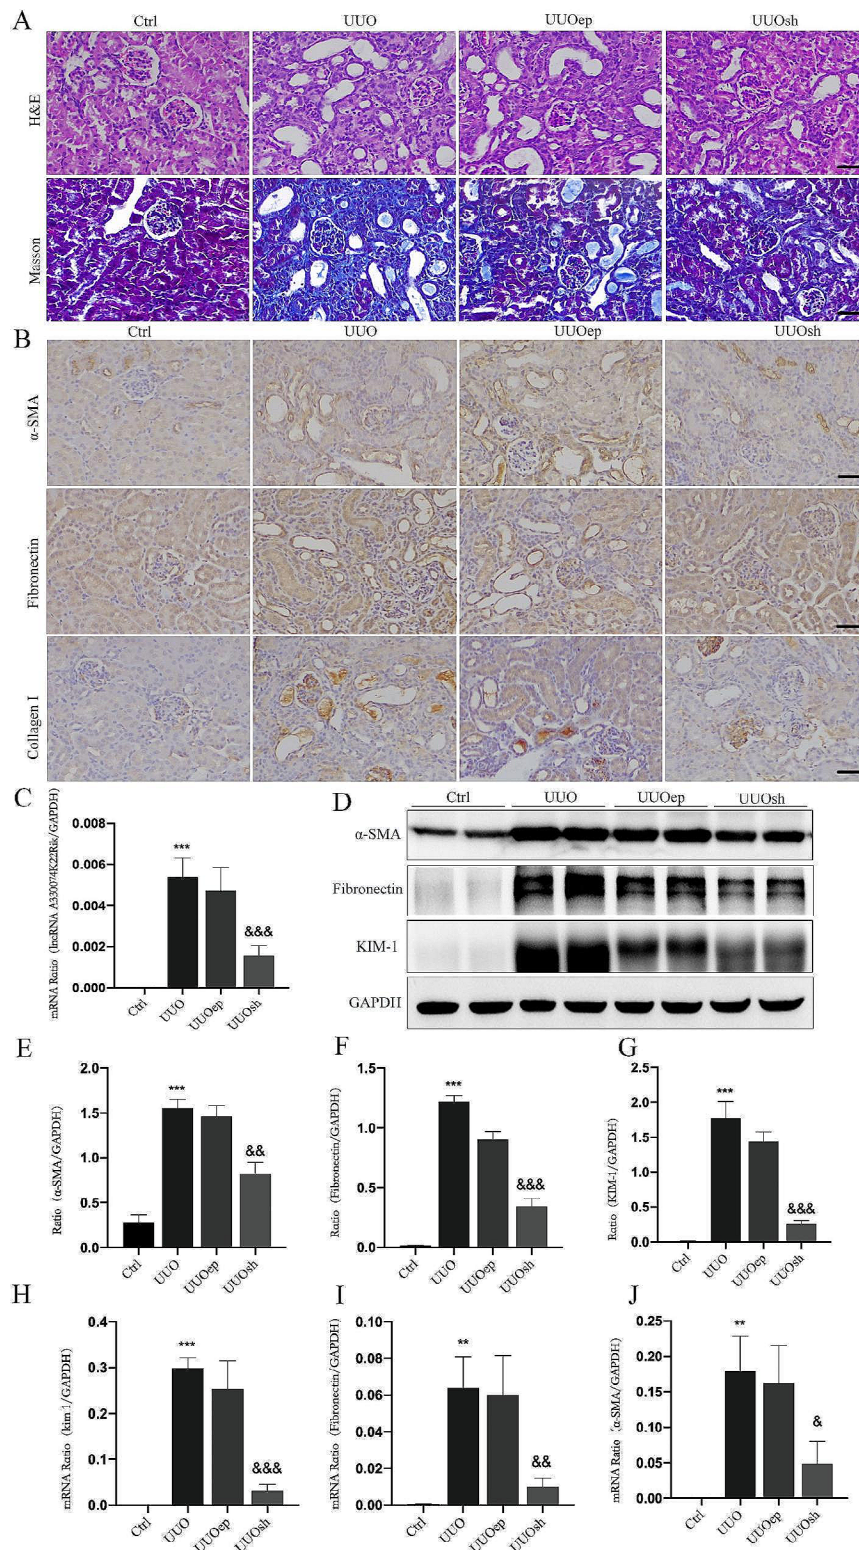 A
Ctrl UUO UUOep UUOsh
H&E
Masson
B
Ctrl UUO UUOep UUOsh
α-SMA
Fibronectin
Collagen I
C
mRNA Ratio (lncRNA A330074K22Rik/GAPDH)
0.008
0.006
0.004
0.002
0.000
***
&&&
Ctrl UUO UUOep UUOsh
D
Ctrl UUO UUOep UUOsh
α-SMA
Fibronectin
KIM-1
GAPDH
E
Ratio (α-SMA/GAPDH)
2.0
1.5
1.0
0.5
0.0
***
&&
Ctrl UUO UUOep UUOsh
F
Ratio (Fibronectin/GAPDH)
1.5
1.0
0.5
0.0
***
&&&
Ctrl UUO UUOep UUOsh
G
Ratio (KIM-1/GAPDH)
2.5
2.0
1.5
1.0
0.5
0.0
***
&&&
Ctrl UUO UUOep UUOsh
H
mRNA Ratio (kim 1/GAPDH)
0.4
0.3
0.2
0.1
0.0
***
&&&
Ctrl UUO UUOep UUOsh
I
mRNA Ratio (Fibronectin/GAPDH)
0.10
0.08
0.06
0.04
0.02
0.00
**
&&
Ctrl UUO UUOep UUOsh
J
mRNA Ratio (α-SMA/GAPDH)
0.25
0.20
0.15
0.10
0.05
0.00
**
&
Ctrl UUO UUOep UUOsh